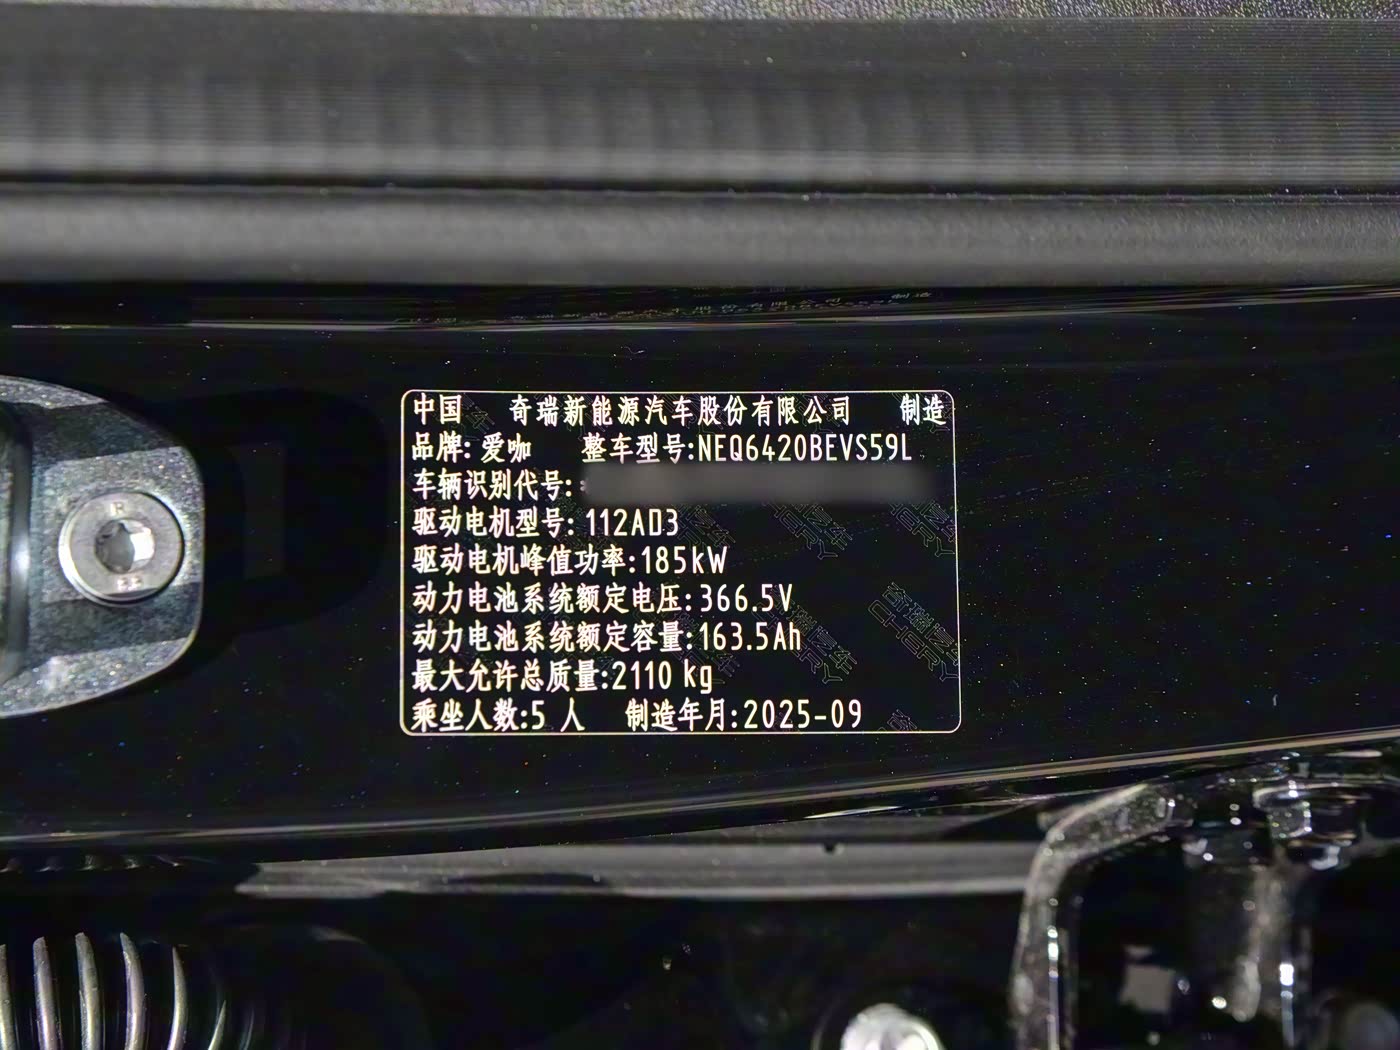 中国 奇瑞新能源汽车股份有限公司 制造
品牌: 爱咖 整车型号:NEQ6420BEVS59L
车辆识别代号:
驱动电机型号: 112AD3
驱动电机峰值功率:185kW
动力电池系统额定电压:366.5V
动力电池系统额定容量:163.5Ah
最大允许总质量:2110 kg
乘坐人数:5 人 制造年月:2025-09